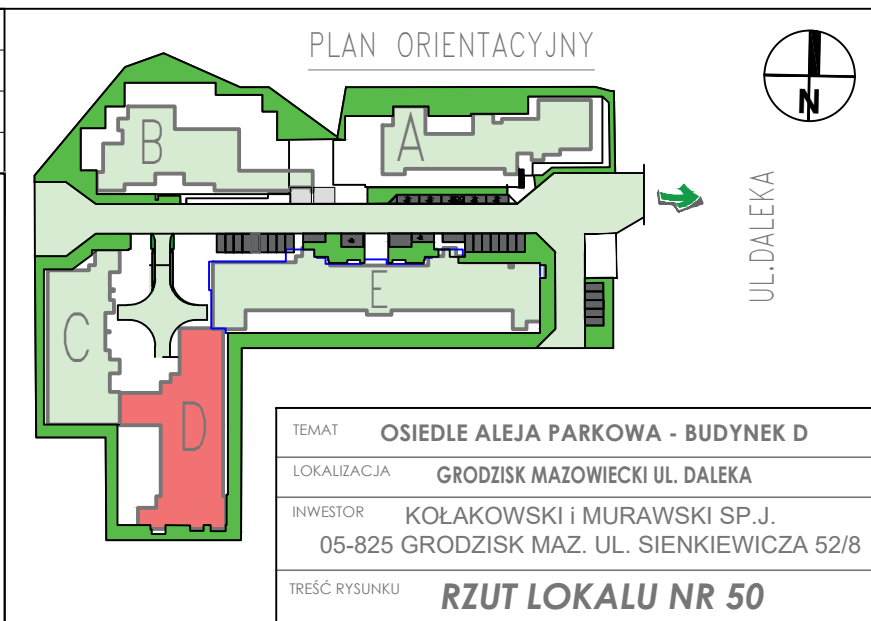 PLAN ORIENTACYJNY
N
B
A
UL.DALEKA
E
C
D
TEMAT OSIEDLE ALEJA PARKOWA - BUDYNEK D
LOKALIZACJA GRODZISK MAZOWIECKI UL. DALEKA
INWESTOR KOŁAKOWSKI i MURAWSKI SP.J.
05-825 GRODZISK MAZ. UL. SIENKIEWICZA 52/8
TREŚĆ RYSUNKU RZUT LOKALU NR 50